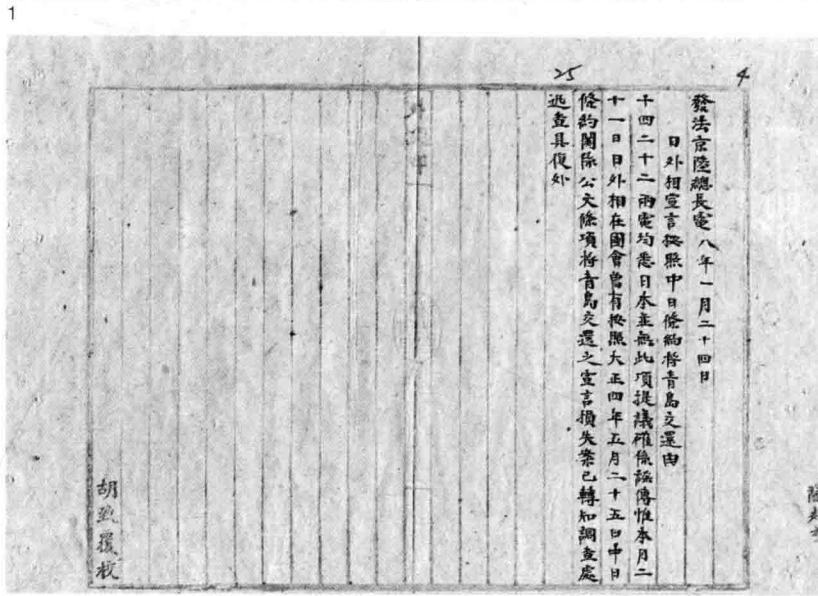 1
4
25
發法京陸總長電 八年一月二十四日
日外相宣言按照中日條約將青島交還由
十四二十二兩電均悉日本並無此項提議確係謠傳惟本月二
十一日日外相在國會曾有按照大正四年五月二十五日中日
條約關係公文條項將青島交還之宣言損失案已轉知調查處
迅查具復外
胡 覆校